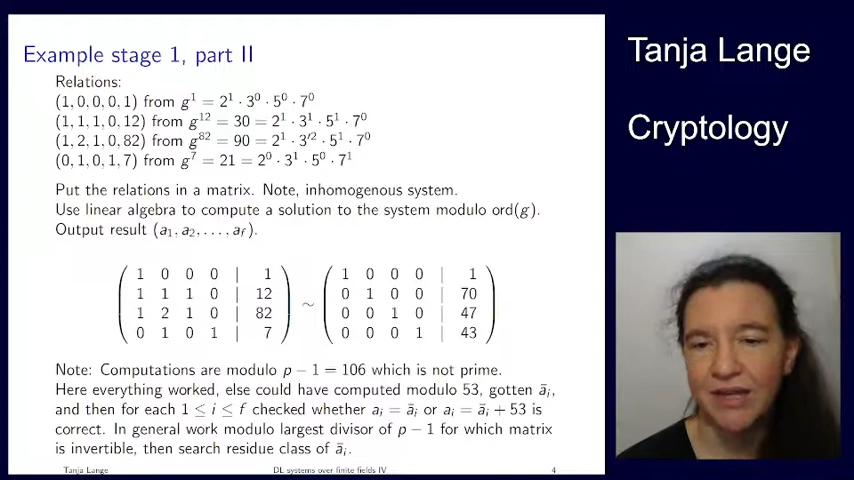 Example stage 1, part II
Relations:
(1, 0, 0, 0, 1) from g^1 = 2^1 · 3^0 · 5^0 · 7^0
(1, 1, 1, 0, 12) from g^12 = 30 = 2^1 · 3^1 · 5^1 · 7^0
(1, 2, 1, 0, 82) from g^82 = 90 = 2^1 · 3'^2 · 5^1 · 7^0
(0, 1, 0, 1, 7) from g^7 = 21 = 2^0 · 3^1 · 5^0 · 7^1
Put the relations in a matrix. Note, inhomogenous system.
Use linear algebra to compute a solution to the system modulo ord(g).
Output result (a_1, a_2, . . . , a_f).
( 1 0 0 0 | 1 ) ( 1 0 0 0 | 1 )
( 1 1 1 0 | 12 ) ∼ ( 0 1 0 0 | 70 )
( 1 2 1 0 | 82 ) ( 0 0 1 0 | 47 )
( 0 1 0 1 | 7 ) ( 0 0 0 1 | 43 )
Note: Computations are modulo p − 1 = 106 which is not prime.
Here everything worked, else could have computed modulo 53, gotten ā_i,
and then for each 1 ≤ i ≤ f checked whether a_i = ā_i or a_i = ā_i + 53 is
correct. In general work modulo largest divisor of p − 1 for which matrix
is invertible, then search residue class of ā_i.
Tanja Lange DL systems over finite fields IV 4
Tanja Lange
Cryptology